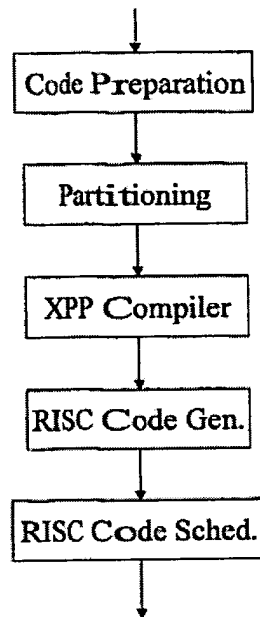 Code Preparation
Partitioning
XPP Compiler
RISC Code Gen.
RISC Code Sched.